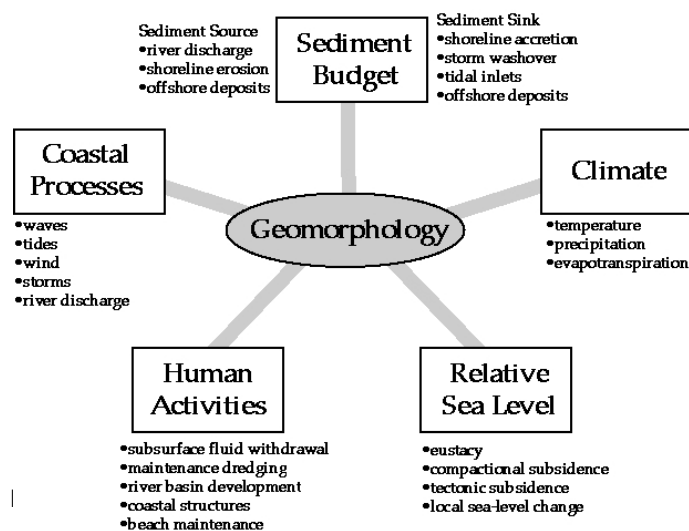 Sediment Source
•river discharge
•shoreline erosion
•offshore deposits
Sediment
Budget
Sediment Sink
•shoreline accretion
•storm washover
•tidal inlets
•offshore deposits
Coastal
Processes
•waves
•tides
•wind
•storms
•river discharge
Climate
•temperature
•precipitation
•evapotranspiration
Geomorphology
Human
Activities
•subsurface fluid withdrawal
•maintenance dredging
•river basin development
•coastal structures
•beach maintenance
Relative
Sea Level
•eustacy
•compactional subsidence
•tectonic subsidence
•local sea-level change